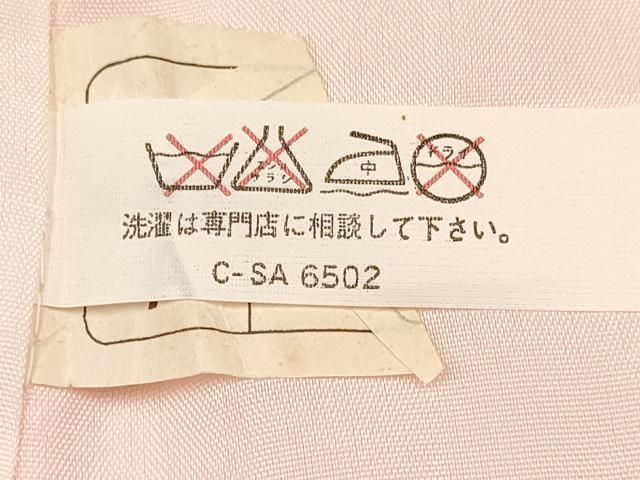 エンソ
サラシ
中
ドライ
洗濯は専門店に相談して下さい。
C-SA 6502